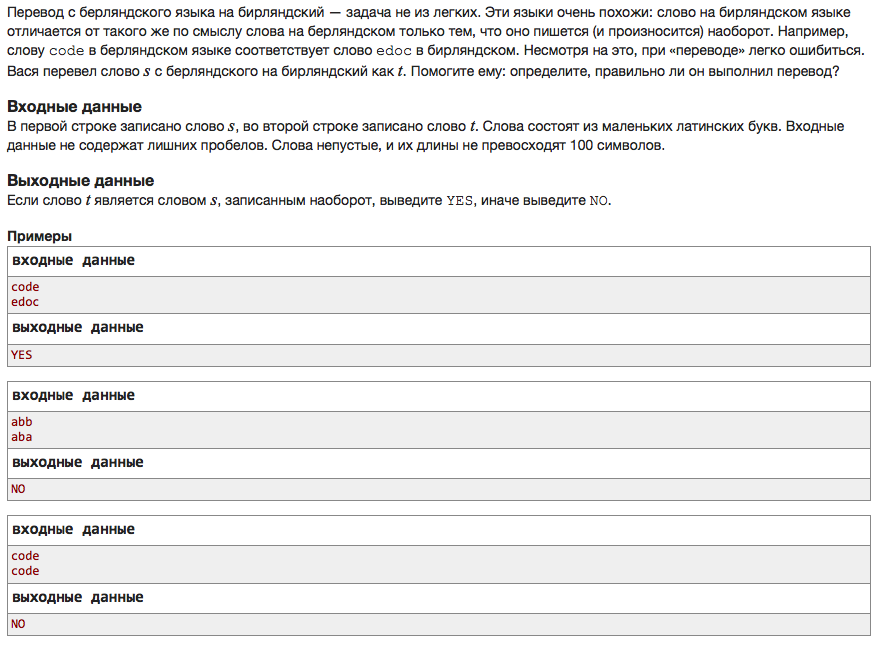 Перевод с берляндского языка на бирляндский — задача не из легких. Эти языки очень похожи: слово на бирляндском языке
отличается от такого же по смыслу слова на берляндском только тем, что оно пишется (и произносится) наоборот. Например,
слову code в берляндском языке соответствует слово edoc в бирляндском. Несмотря на это, при «переводе» легко ошибиться.
Вася перевел слово s с берляндского на бирляндский как t. Помогите ему: определите, правильно ли он выполнил перевод?
Входные данные
В первой строке записано слово s, во второй строке записано слово t. Слова состоят из маленьких латинских букв. Входные
данные не содержат лишних пробелов. Слова непустые, и их длины не превосходят 100 символов.
Выходные данные
Если слово t является словом s, записанным наоборот, выведите YES, иначе выведите NO.
Примеры
входные данные
code
edoc
выходные данные
YES
входные данные
abb
aba
выходные данные
NO
входные данные
code
code
выходные данные
NO